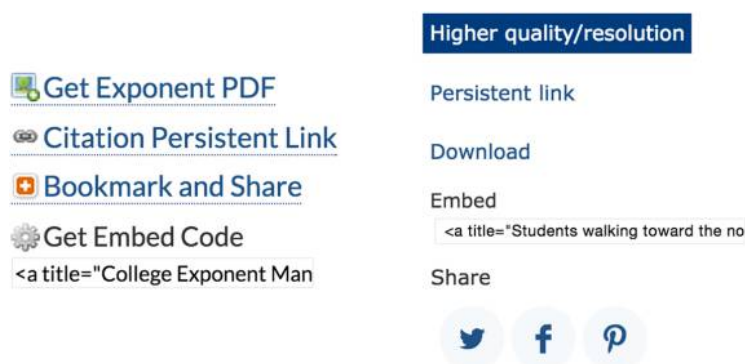 Get Exponent PDF
Citation Persistent Link
Bookmark and Share
Get Embed Code
<a title="College Exponent Man
Higher quality/resolution
Persistent link
Download
Embed
<a title="Students walking toward the no
Share